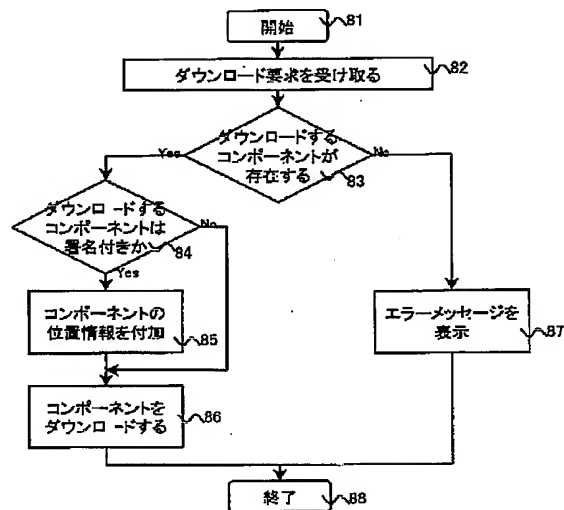 開始
81
ダウンロード要求を受け取る
82
ダウンロードする
コンポーネントが
存在する
83
Yes
No
ダウンロードする
コンポーネントは
署名付きか
84
No
Yes
コンポーネントの
位置情報を付加
85
エラーメッセージを
表示
87
コンポーネントを
ダウンロードする
86
終了
88